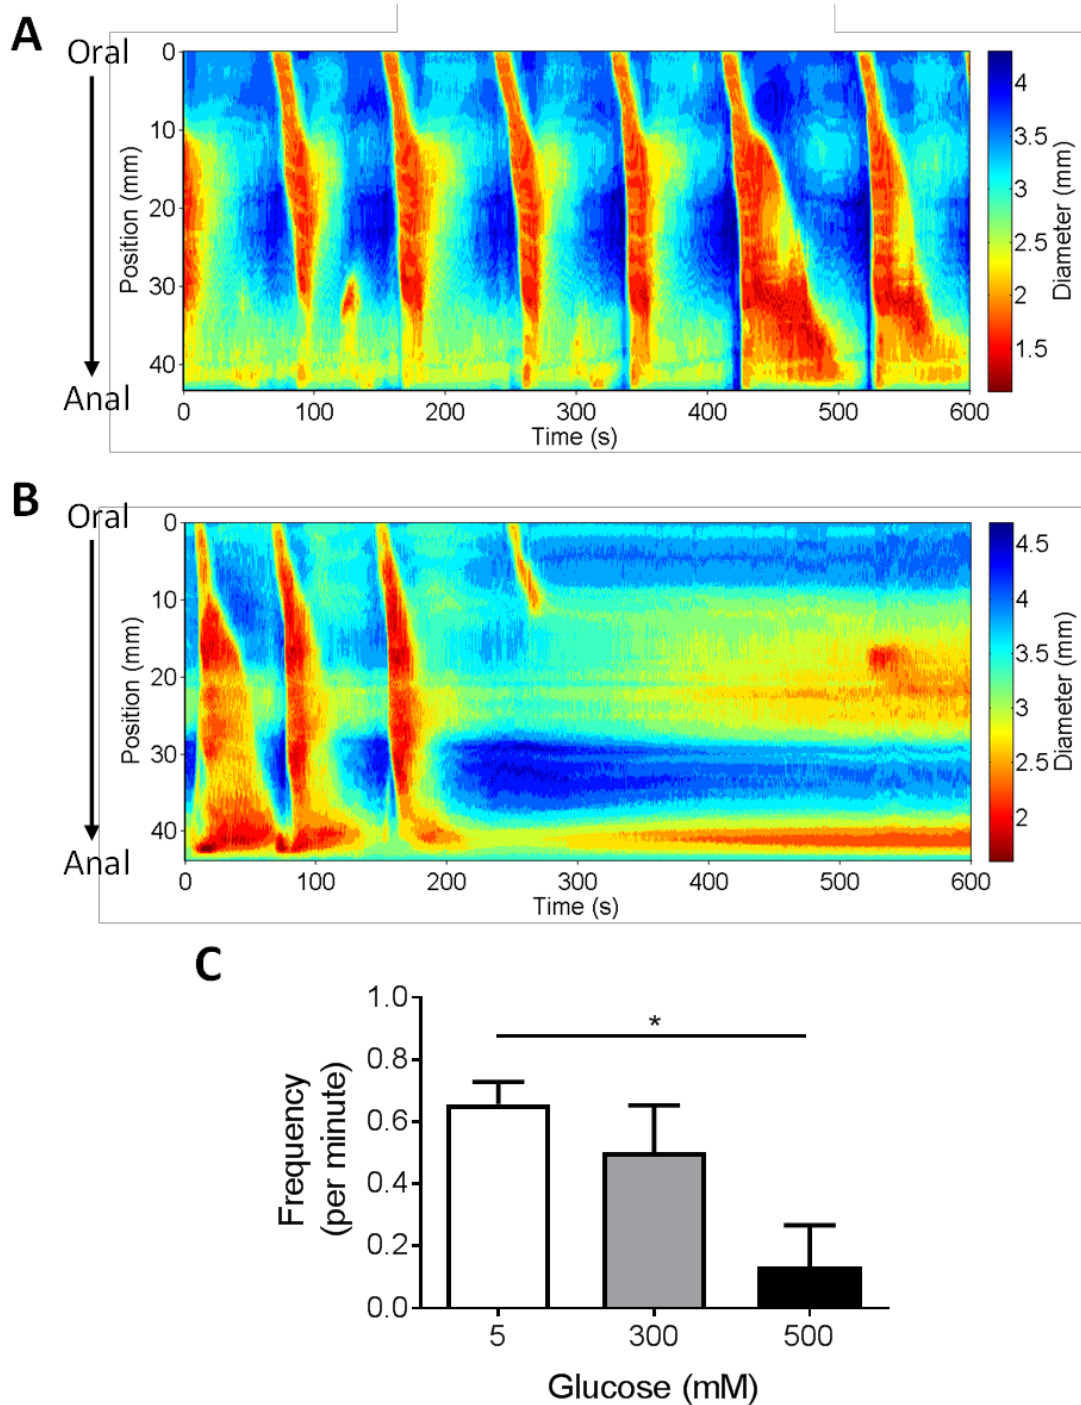 A
Oral
Anal
Position (mm)
0
10
20
30
40
0 100 200 300 400 500 600
Time (s)
4
3.5
3
2.5
2
1.5
Diameter (mm)
B
Oral
Anal
Position (mm)
0
10
20
30
40
0 100 200 300 400 500 600
Time (s)
4.5
4
3.5
3
2.5
2
Diameter (mm)
C
Frequency
(per minute)
1.0
0.8
0.6
0.4
0.2
0.0
*
5 300 500
Glucose (mM)